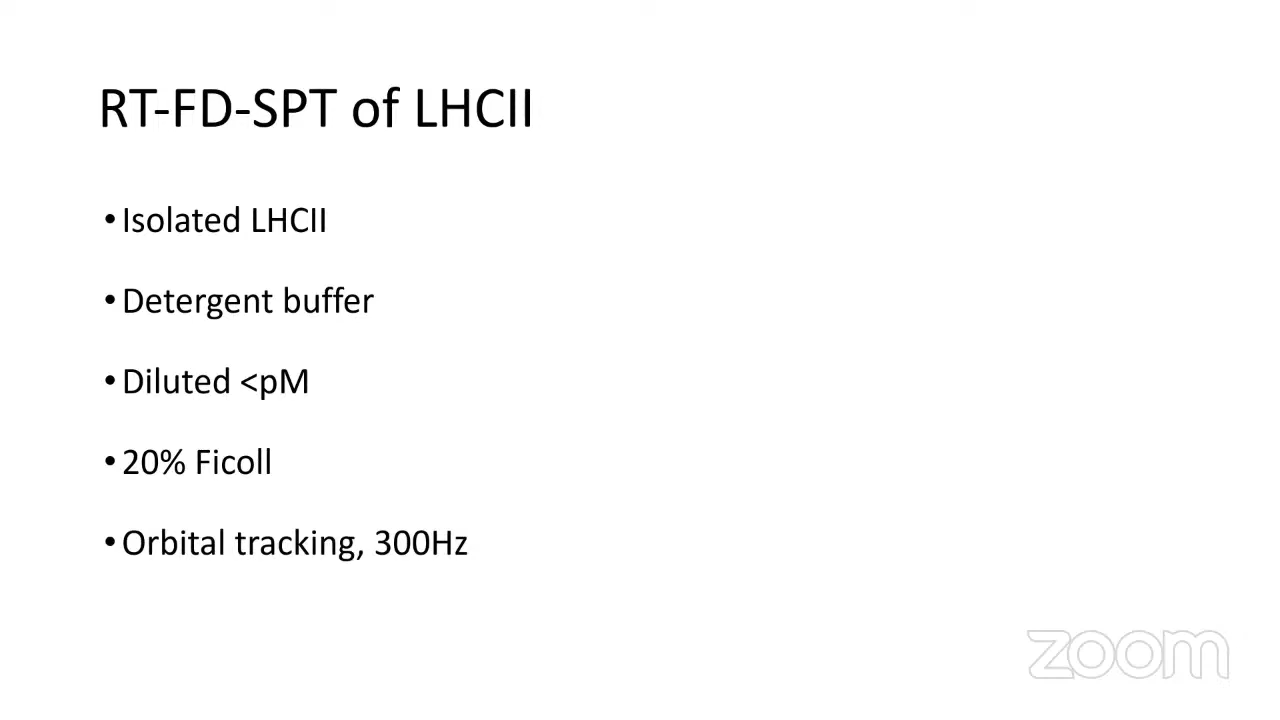 RT-FD-SPT of LHCII
• Isolated LHCII
• Detergent buffer
• Diluted <pM
• 20% Ficoll
• Orbital tracking, 300Hz
zoom